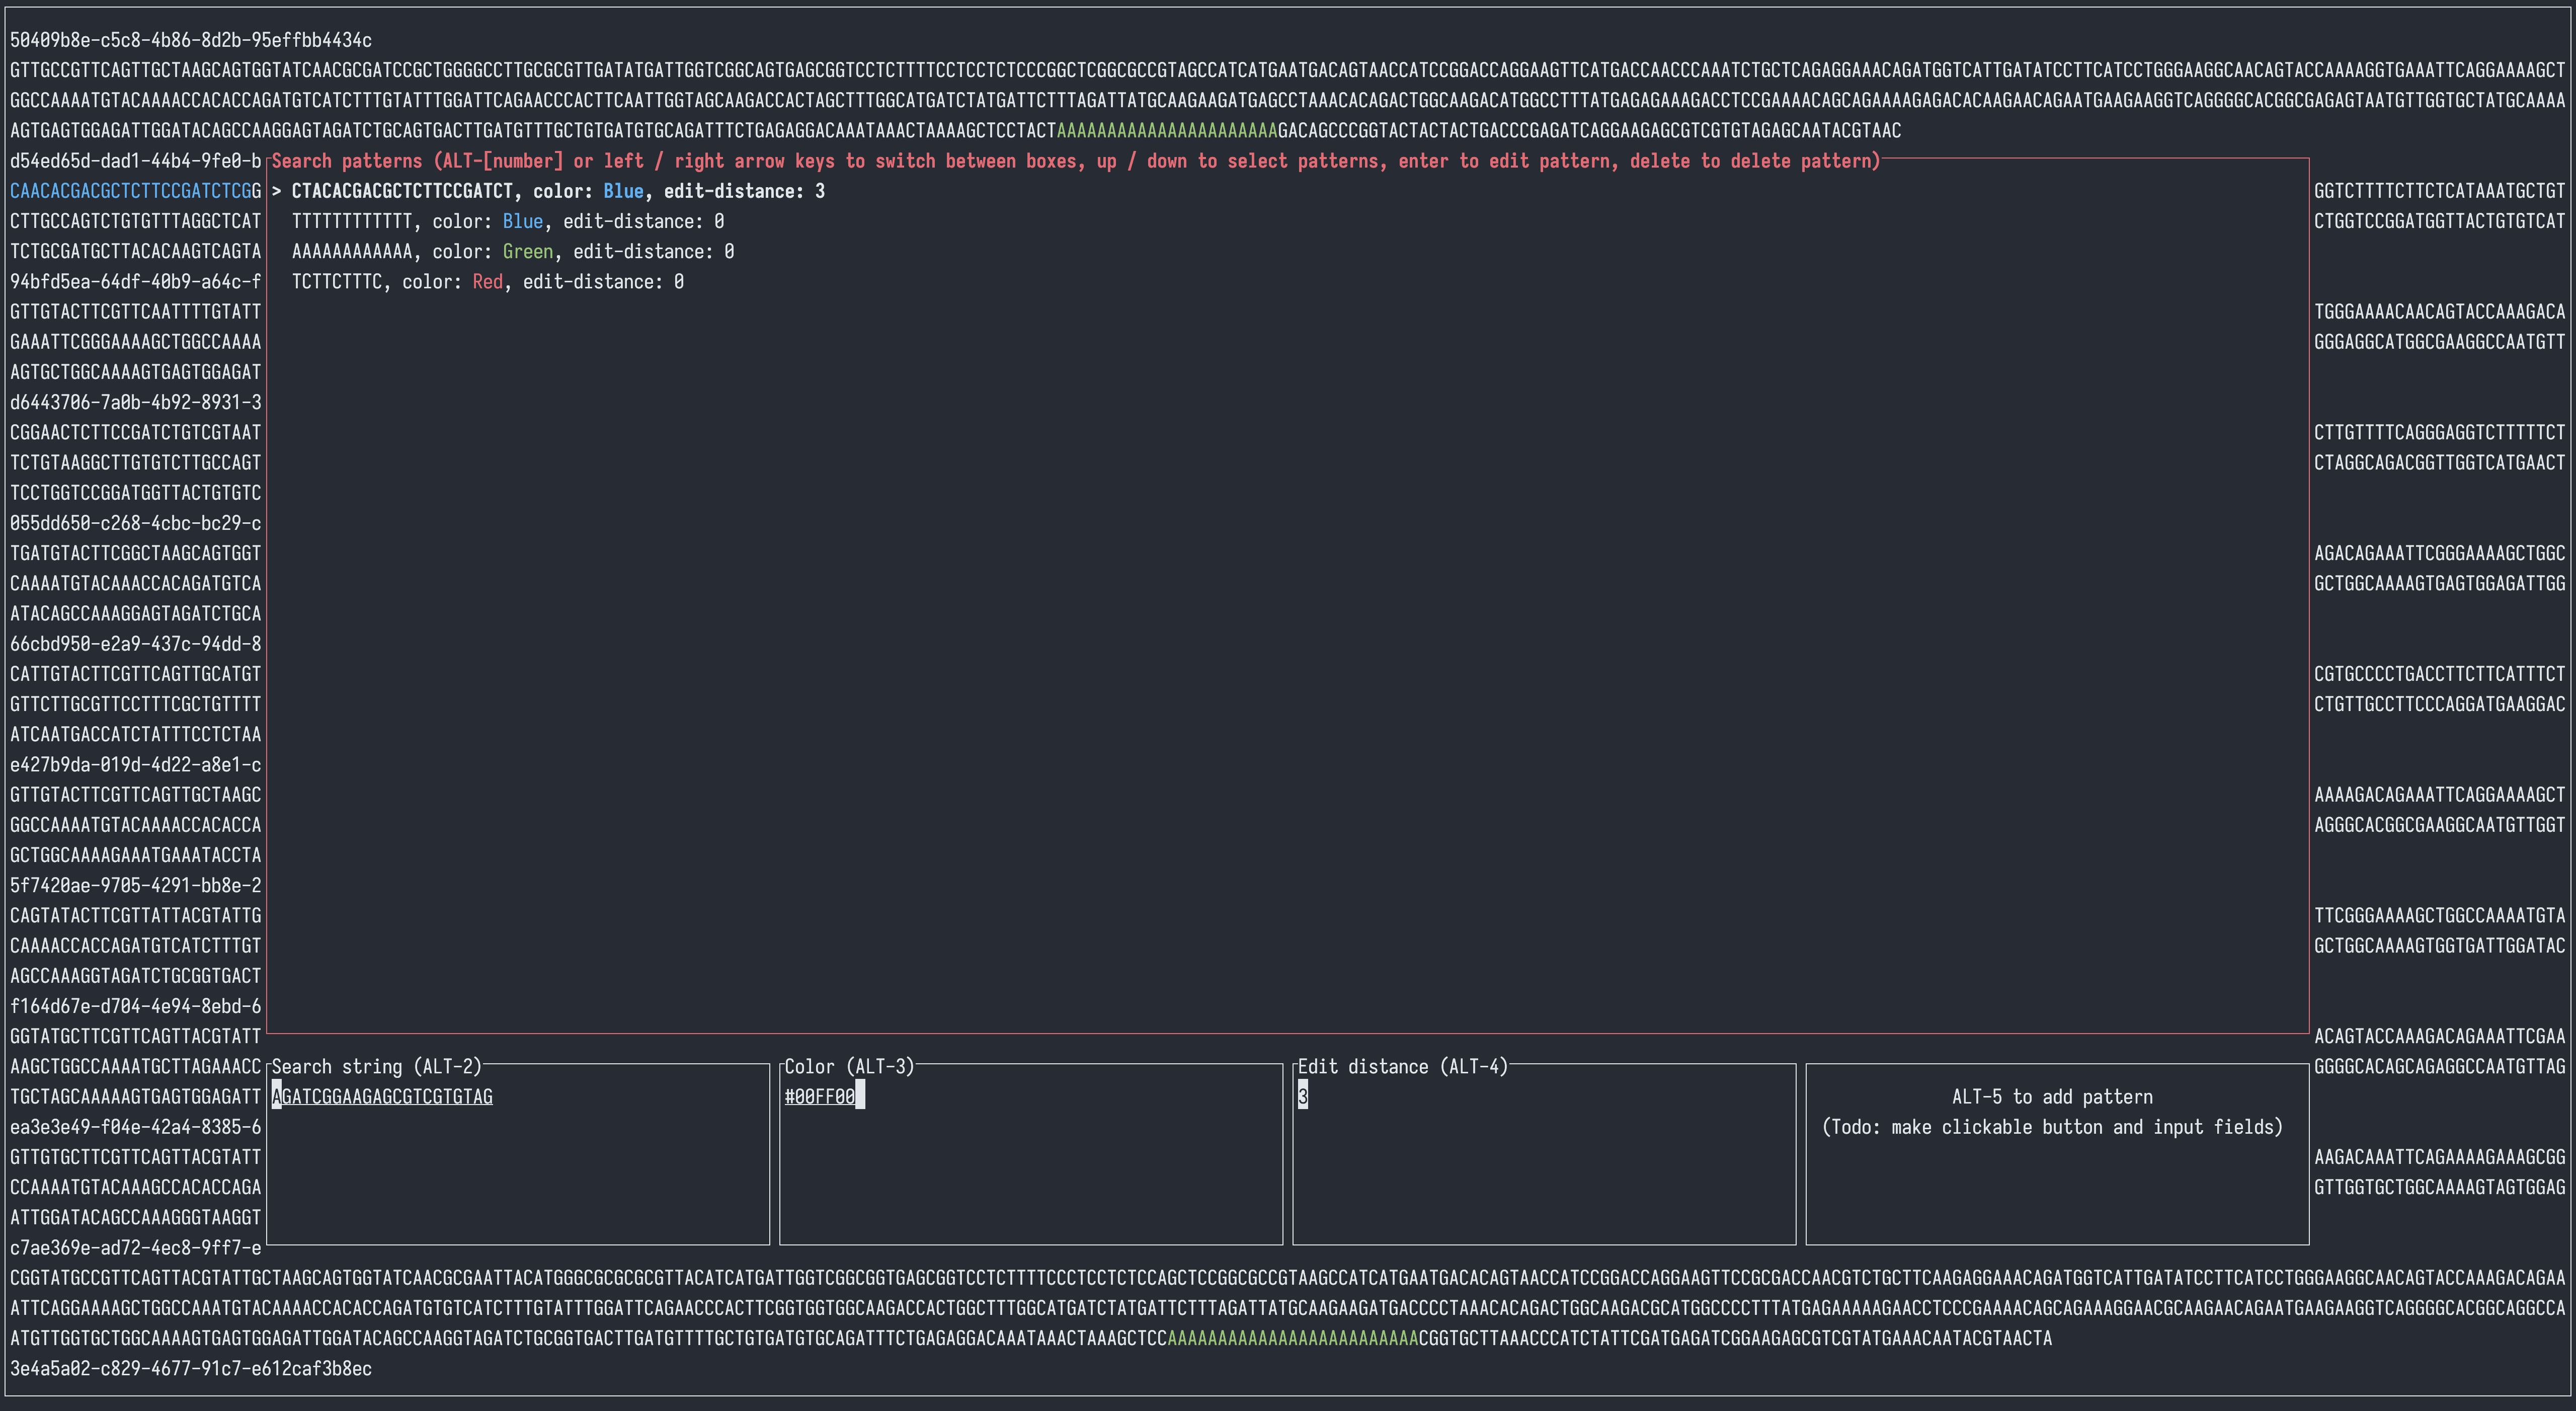 50409b8e-c5c8-4b86-8d2b-95effbb4434c
GTTGCCGTTCAGTTGCTAAGCAGTGGTATCAACGCGATCCGCTGGGGCCTTGCGCGTTGATATGATTGGTCGGCAGTGAGCGGTCCTCTTTTCCTCCTCTCCCGGCTCGGCGCCGTAGCCATCATGAATGACAGTAACCATCCGGACCAGGAAGTTCATGACCAACCCAAATCTGCTCAGAGGAAACAGATGGTCATTGATATCCTTCATCCTGGGAAGGCAACAGTACCAAAAGGTGAAATTCAGGAAAAGCT
GGCCAAAATGTACAAAACCACACCAGATGTCATCTTTGTATTTGGATTCAGAACCCACTTCAATTGGTAGCAAGACCACTAGCTTTGGCATGATCTATGATTCTTTAGATTATGCAAGAAGATGAGCCTAAACACAGACTGGCAAGACATGGCCTTTATGAGAGAAAGACCTCCGAAAACAGCAGAAAAGAGACACAAGAACAGAATGAAGAAGGTCAGGGGCACGGCGAGAGTAATGTTGGTGCTATGCAAAA
AGTGAGTGGAGATTGGATACAGCCAAGGAGTAGATCTGCAGTGACTTGATGTTTGCTGTGATGTGCAGATTTCTGAGAGGACAAATAAACTAAAAGCTCCTACTAAAAAAAAAAAAAAAAAAAAAAGACAGCCCGGTACTACTACTGACCCGAGATCAGGAAGAGCGTCGTGTAGAGCAATACGTAAC
d54ed65d-dad1-44b4-9fe0-b Search patterns (ALT-[number] or left / right arrow keys to switch between boxes, up / down to select patterns, enter to edit pattern, delete to delete pattern)
CAACACGACGCTCTTCCGATCTCGG > CTACACGACGCTCTTCCGATCT, color: Blue, edit-distance: 3 GGTCTTTTCTTCTCATAAATGCTGT
CTTGCCAGTCTGTGTTTAGGCTCAT TTTTTTTTTTTT, color: Blue, edit-distance: 0 CTGGTCCGGATGGTTACTGTGTCAT
TCTGCGATGCTTACACAAGTCAGTA AAAAAAAAAAAA, color: Green, edit-distance: 0
94bfd5ea-64df-40b9-a64c-f TCTTCTTTC, color: Red, edit-distance: 0
GTTGTACTTCGTTCAATTTTGTATT TGGGAAAACAACAGTACCAAAGACA
GAAATTCGGGAAAAGCTGGCCAAAA GGGAGGCATGGCGAAGGCCAATGTT
AGTGCTGGCAAAAGTGAGTGGAGAT
d6443706-7a0b-4b92-8931-3
CGGAACTCTTCCGATCTGTCGTAAT CTTGTTTTCAGGGAGGTCTTTTTCT
TCTGTAAGGCTTGTGTCTTGCCAGT CTAGGCAGACGGTTGGTCATGAACT
TCCTGGTCCGGATGGTTACTGTGTC
055dd650-c268-4cbc-bc29-c
TGATGTACTTCGGCTAAGCAGTGGT AGACAGAAATTCGGGAAAAGCTGGC
CAAAATGTACAAACCACAGATGTCA GCTGGCAAAAGTGAGTGGAGATTGG
ATACAGCCAAAGGAGTAGATCTGCA
66cbd950-e2a9-437c-94dd-8
CATTGTACTTCGTTCAGTTGCATGT CGTGCCCCTGACCTTCTTCATTTCT
GTTCTTGCGTTCCTTTCGCTGTTTT CTGTTGCCTTCCCAGGATGAAGGAC
ATCAATGACCATCTATTTCCTCTAA
e427b9da-019d-4d22-a8e1-c
GTTGTACTTCGTTCAGTTGCTAAGC AAAAGACAGAAATTCAGGAAAAGCT
GGCCAAAATGTACAAAACCACACCA AGGGCACGGCGAAGGCAATGTTGGT
GCTGGCAAAAGAAATGAAATACCTA
5f7420ae-9705-4291-bb8e-2
CAGTATACTTCGTTATTACGTATTG TTCGGGAAAAGCTGGCCAAAATGTA
CAAAACCACCAGATGTCATCTTTGT GCTGGCAAAAGTGGTGATTGGATAC
AGCCAAAGGTAGATCTGCGGTGACT
f164d67e-d704-4e94-8ebd-6
GGTATGCTTCGTTCAGTTACGTATT ACAGTACCAAAGACAGAAATTCGAA
AAGCTGGCCAAAATGCTTAGAAACC Search string (ALT-2) Color (ALT-3) Edit distance (ALT-4) GGGGCACAGCAGAGGCCAATGTTAG
TGCTAGCAAAAAGTGAGTGGAGATT AGATCGGAAGAGCGTCGTGTAG #00FF00 3 ALT-5 to add pattern
ea3e3e49-f04e-42a4-8385-6 (Todo: make clickable button and input fields)
GTTGTGCTTCGTTCAGTTACGTATT AAGACAAATTCAGAAAAGAAAGCGG
CCAAAATGTACAAAGCCACACCAGA GTTGGTGCTGGCAAAAGTAGTGGAG
ATTGGATACAGCCAAAGGGTAAGGT
c7ae369e-ad72-4ec8-9ff7-e
CGGTATGCCGTTCAGTTACGTATTGCTAAGCAGTGGTATCAACGCGAATTACATGGGCGCGCGCGTTACATCATGATTGGTCGGCGGTGAGCGGTCCTCTTTTCCCTCCTCTCCAGCTCCGGCGCCGTAAGCCATCATGAATGACACAGTAACCATCCGGACCAGGAAGTTCCGCGACCAACGTCTGCTTCAAGAGGAAACAGATGGTCATTGATATCCTTCATCCTGGGAAGGCAACAGTACCAAAGACAGAA
ATTCAGGAAAAGCTGGCCAAATGTACAAAACCACACCAGATGTGTCATCTTTGTATTTGGATTCAGAACCCACTTCGGTGGTGGCAAGACCACTGGCTTTGGCATGATCTATGATTCTTTAGATTATGCAAGAAGATGACCCCTAAACACAGACTGGCAAGACGCATGGCCCCTTTATGAGAAAAAGAACCTCCCGAAAACAGCAGAAAGGAACGCAAGAACAGAATGAAGAAGGTCAGGGGCACGGCAGGCCA
ATGTTGGTGCTGGCAAAAGTGAGTGGAGATTGGATACAGCCAAGGTAGATCTGCGGTGACTTGATGTTTTGCTGTGATGTGCAGATTTCTGAGAGGACAAATAAACTAAAGCTCCAAAAAAAAAAAAAAAAAAAAAAAAACGGTGCTTAAACCCATCTATTCGATGAGATCGGAAGAGCGTCGTATGAAACAATACGTAACTA
3e4a5a02-c829-4677-91c7-e612caf3b8ec